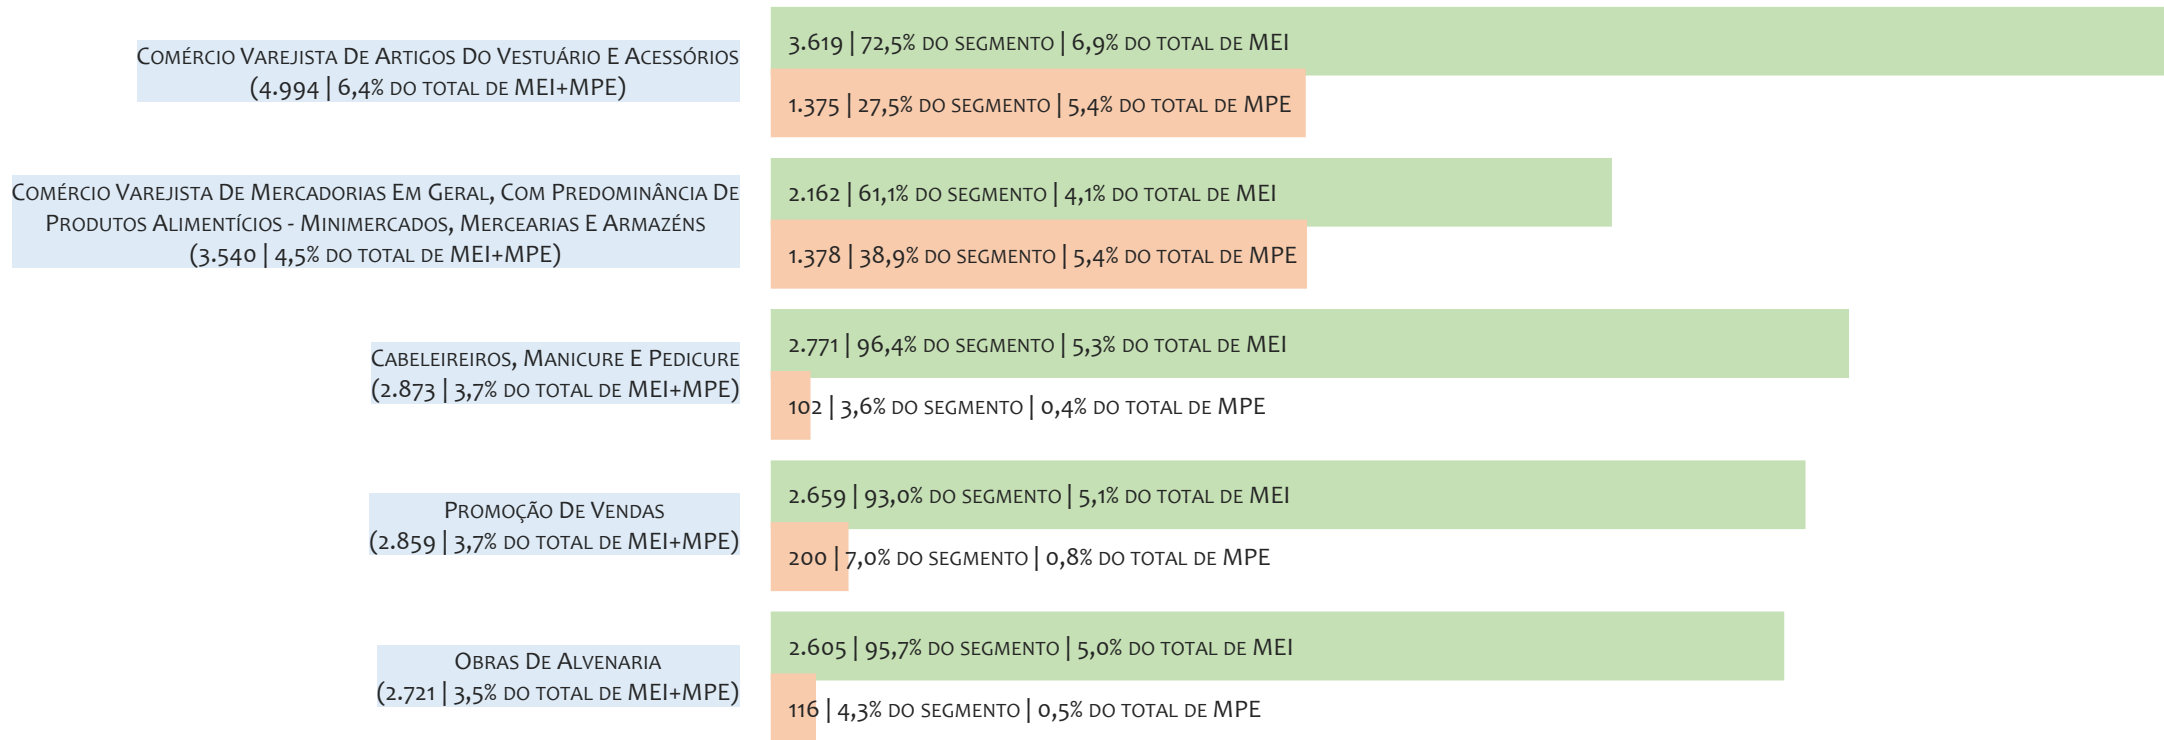 Comércio Varejista De Artigos Do Vestuário E Acessórios
(4.994 | 6,4% do total de MEI+MPE)
3.619 | 72,5% do segmento | 6,9% do total de MEI
1.375 | 27,5% do segmento | 5,4% do total de MPE
Comércio Varejista De Mercadorias Em Geral, Com Predominância De
Produtos Alimentícios - Minimercados, Mercearias E Armazéns
(3.540 | 4,5% do total de MEI+MPE)
2.162 | 61,1% do segmento | 4,1% do total de MEI
1.378 | 38,9% do segmento | 5,4% do total de MPE
Cabeleireiros, Manicure E Pedicure
(2.873 | 3,7% do total de MEI+MPE)
2.771 | 96,4% do segmento | 5,3% do total de MEI
102 | 3,6% do segmento | 0,4% do total de MPE
Promoção De Vendas
(2.859 | 3,7% do total de MEI+MPE)
2.659 | 93,0% do segmento | 5,1% do total de MEI
200 | 7,0% do segmento | 0,8% do total de MPE
Obras De Alvenaria
(2.721 | 3,5% do total de MEI+MPE)
2.605 | 95,7% do segmento | 5,0% do total de MEI
116 | 4,3% do segmento | 0,5% do total de MPE